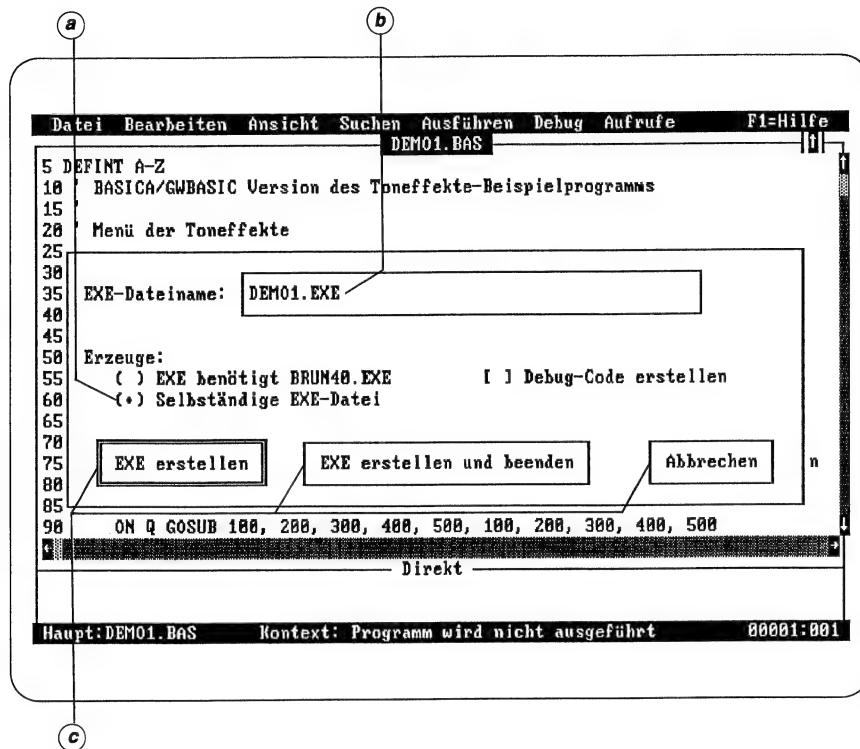 a b
Datei Bearbeiten Ansicht Suchen Ausführen Debug Aufrufe F1=Hilfe
DEMO1.BAS
5 DEFINT A-Z
10 ' BASICA/GWBASIC Version des Toneffekte-Beispielprogramms
15 '
20 ' Menü der Toneffekte
25
30
35 EXE-Dateiname: DEMO1.EXE
40
45
50 Erzeuge:
55 ( ) EXE benötigt BRUN40.EXE [ ] Debug-Code erstellen
60 (•) Selbständige EXE-Datei
65
70
75 EXE erstellen EXE erstellen und beenden Abbrechen n
80
85
90 ON Q GOSUB 100, 200, 300, 400, 500, 100, 200, 300, 400, 500
Direkt
Haupt:DEMO1.BAS Kontext: Programm wird nicht ausgeführt 00001:001
c